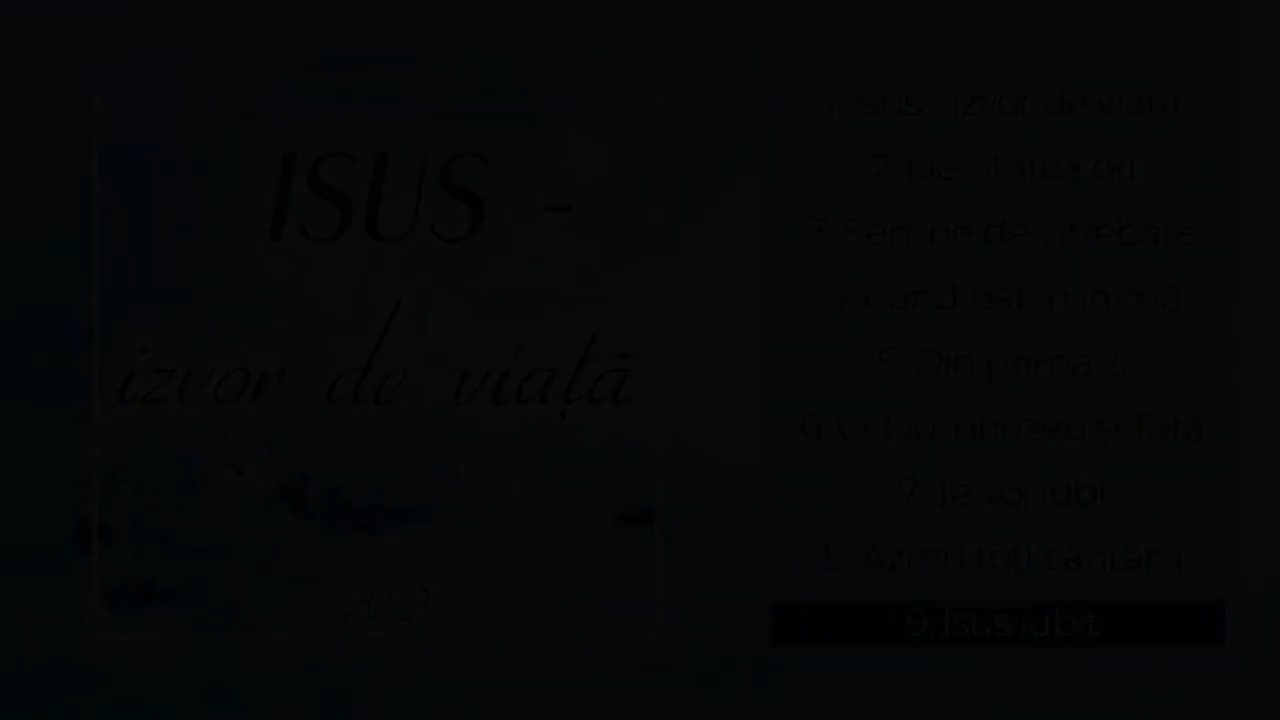 ISUS -
izvor de viață
2021
1. Isus - izvor de viață
2. De atâtea ori
3. Semne de întrebare
4. Când bat în inimă
5. Din prima zi
6. O, Dumnezeu și Tată
7. Te voi iubi
8. Azi cu toți cântăm
9. Isus iubit